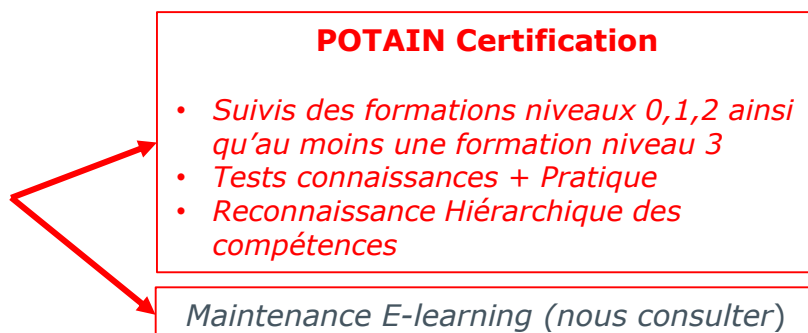 POTAIN Certification
• Suivis des formations niveaux 0,1,2 ainsi
qu’au moins une formation niveau 3
• Tests connaissances + Pratique
• Reconnaissance Hiérarchique des
compétences
Maintenance E-learning (nous consulter)